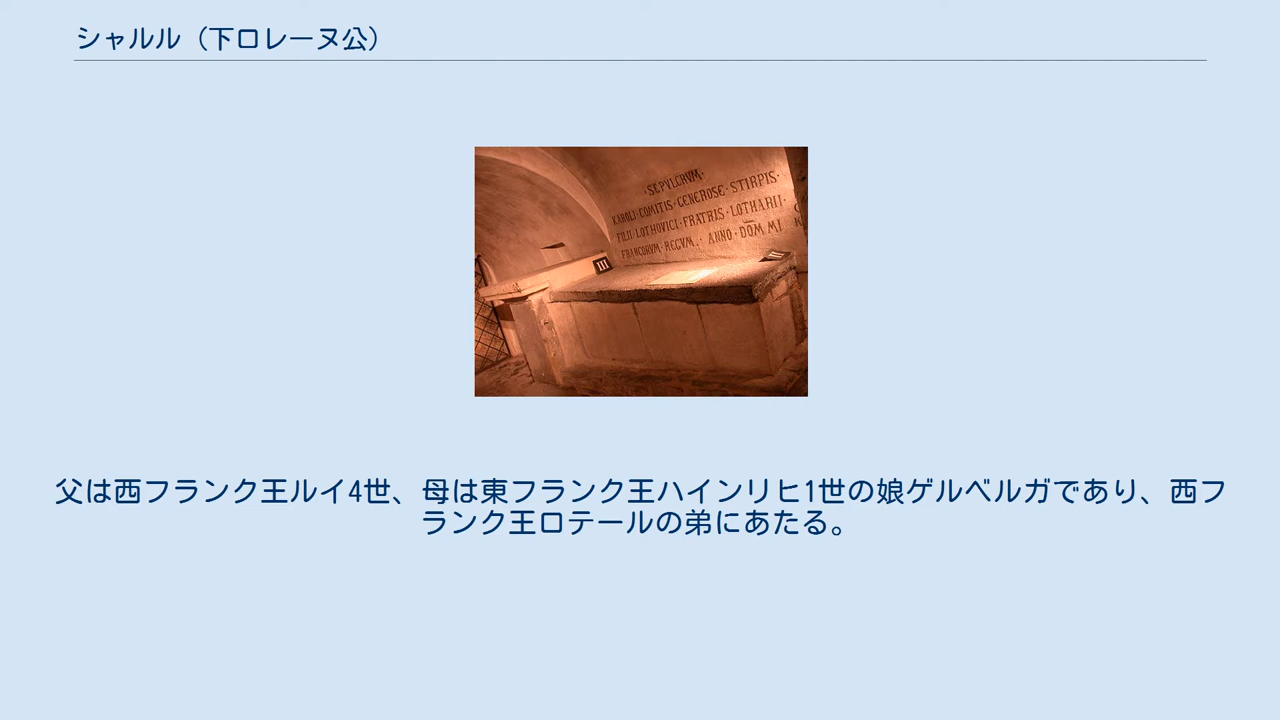 シャルル（下ロレーヌ公）
·SEPVLCRVM·
KAROLI·COMITIS·GENEROSE·STIRPIS·
FILII·LOTHOVICI·FRATRIS·LOTHARII·
FRANCORVM·REGVM·. ANNO·DOM MI
III
父は西フランク王ルイ4世、母は東フランク王ハインリヒ1世の娘ゲルベルガであり、西フ
ランク王ロテールの弟にあたる。